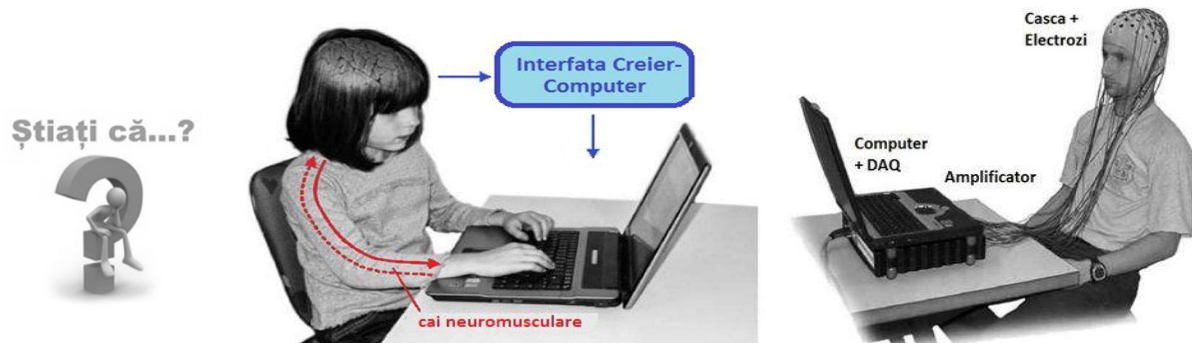 Știați că...?
Interfata Creier-
Computer
cai neuromusculare
Casca +
Electrozi
Computer
+ DAQ
Amplificator